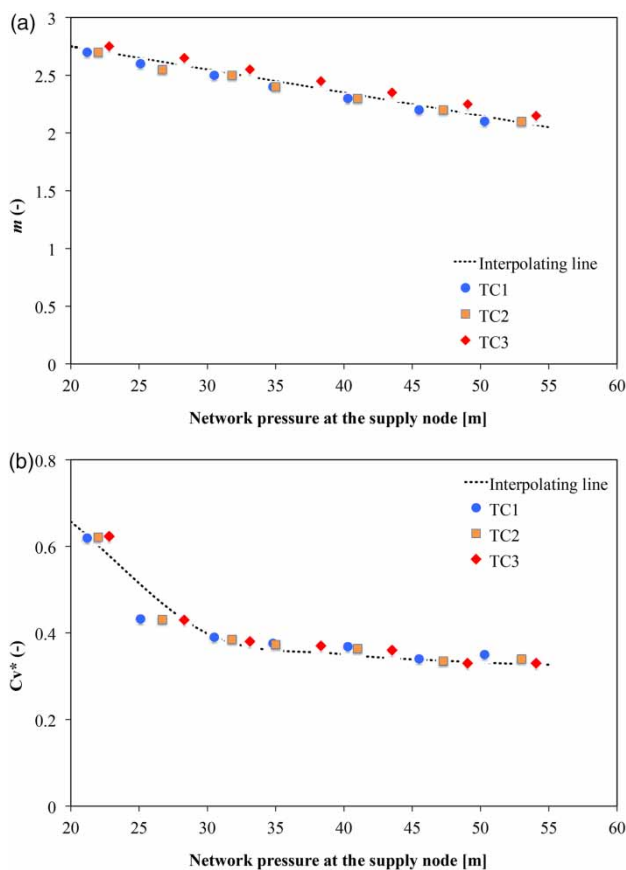 (a)
3
2.5
2
1.5
1
0.5
0
m (-)
Interpolating line
TC1
TC2
TC3
20 25 30 35 40 45 50 55 60
Network pressure at the supply node [m]
(b)
0.8
0.6
0.4
0.2
0
Cv* (-)
Interpolating line
TC1
TC2
TC3
20 25 30 35 40 45 50 55 60
Network pressure at the supply node [m]